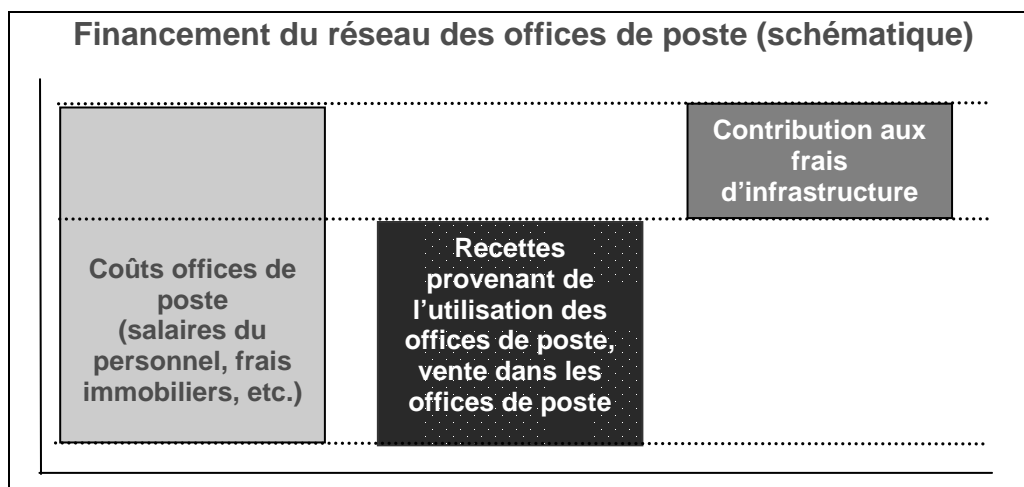 Financement du réseau des offices de poste (schématique)
Contribution aux
frais
d’infrastructure
Coûts offices de
poste
(salaires du
personnel, frais
immobiliers, etc.)
Recettes
provenant de
l’utilisation des
offices de poste,
vente dans les
offices de poste